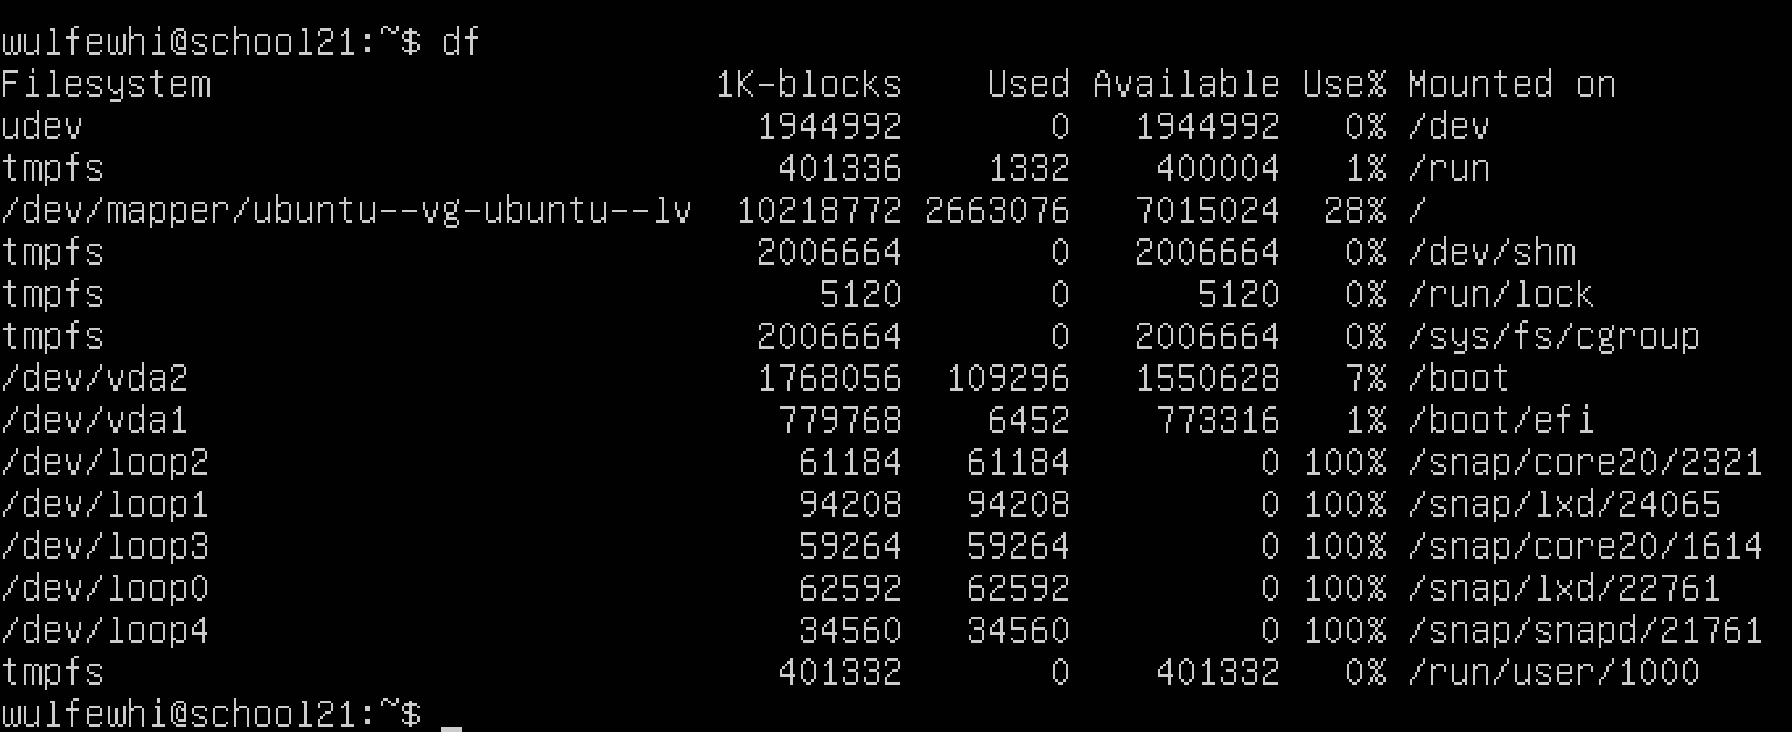 wulfewhi@school21:~$ df
Filesystem                        1K-blocks    Used Available Use% Mounted on
udev                                1944992       0   1944992   0% /dev
tmpfs                                401336    1332    400004   1% /run
/dev/mapper/ubuntu--vg-ubuntu--lv  10218772 2663076   7015024  28% /
tmpfs                               2006664       0   2006664   0% /dev/shm
tmpfs                                  5120       0      5120   0% /run/lock
tmpfs                               2006664       0   2006664   0% /sys/fs/cgroup
/dev/vda2                           1768056  109296   1550628   7% /boot
/dev/vda1                            779768    6452    773316   1% /boot/efi
/dev/loop2                            61184   61184         0 100% /snap/core20/2321
/dev/loop1                            94208   94208         0 100% /snap/lxd/24065
/dev/loop3                            59264   59264         0 100% /snap/core20/1614
/dev/loop0                            62592   62592         0 100% /snap/lxd/22761
/dev/loop4                            34560   34560         0 100% /snap/snapd/21761
tmpfs                                401332       0    401332   0% /run/user/1000
wulfewhi@school21:~$